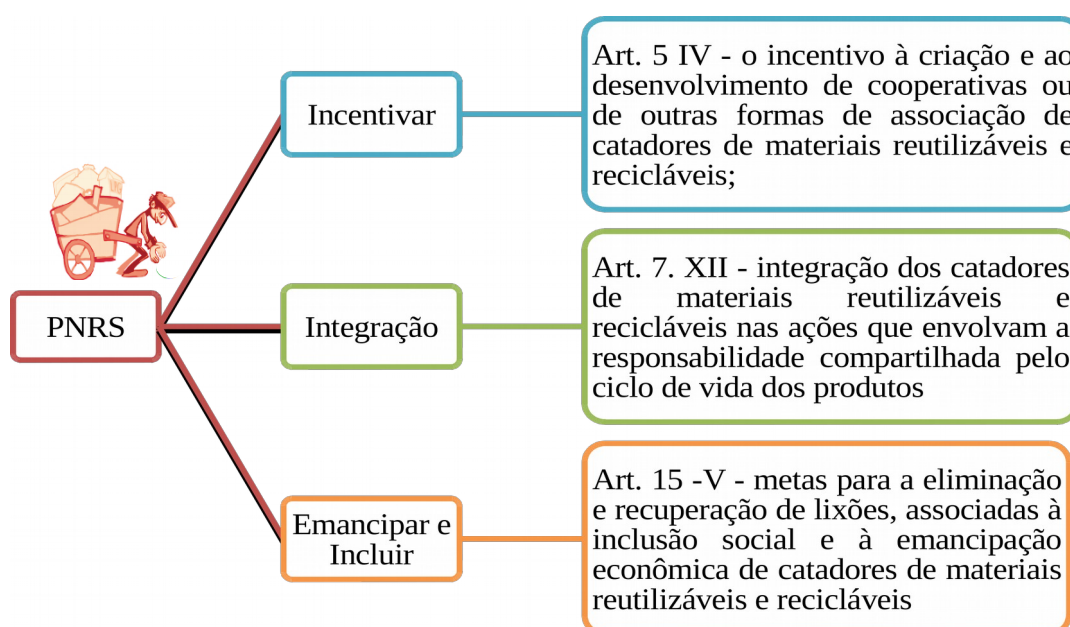 PNRS
Incentivar
Art. 5 IV - o incentivo à criação e ao
desenvolvimento de cooperativas ou
de outras formas de associação de
catadores de materiais reutilizáveis e
recicláveis;
Integração
Art. 7. XII - integração dos catadores
de materiais reutilizáveis e
recicláveis nas ações que envolvam a
responsabilidade compartilhada pelo
ciclo de vida dos produtos
Emancipar e
Incluir
Art. 15 -V - metas para a eliminação
e recuperação de lixões, associadas à
inclusão social e à emancipação
econômica de catadores de materiais
reutilizáveis e recicláveis